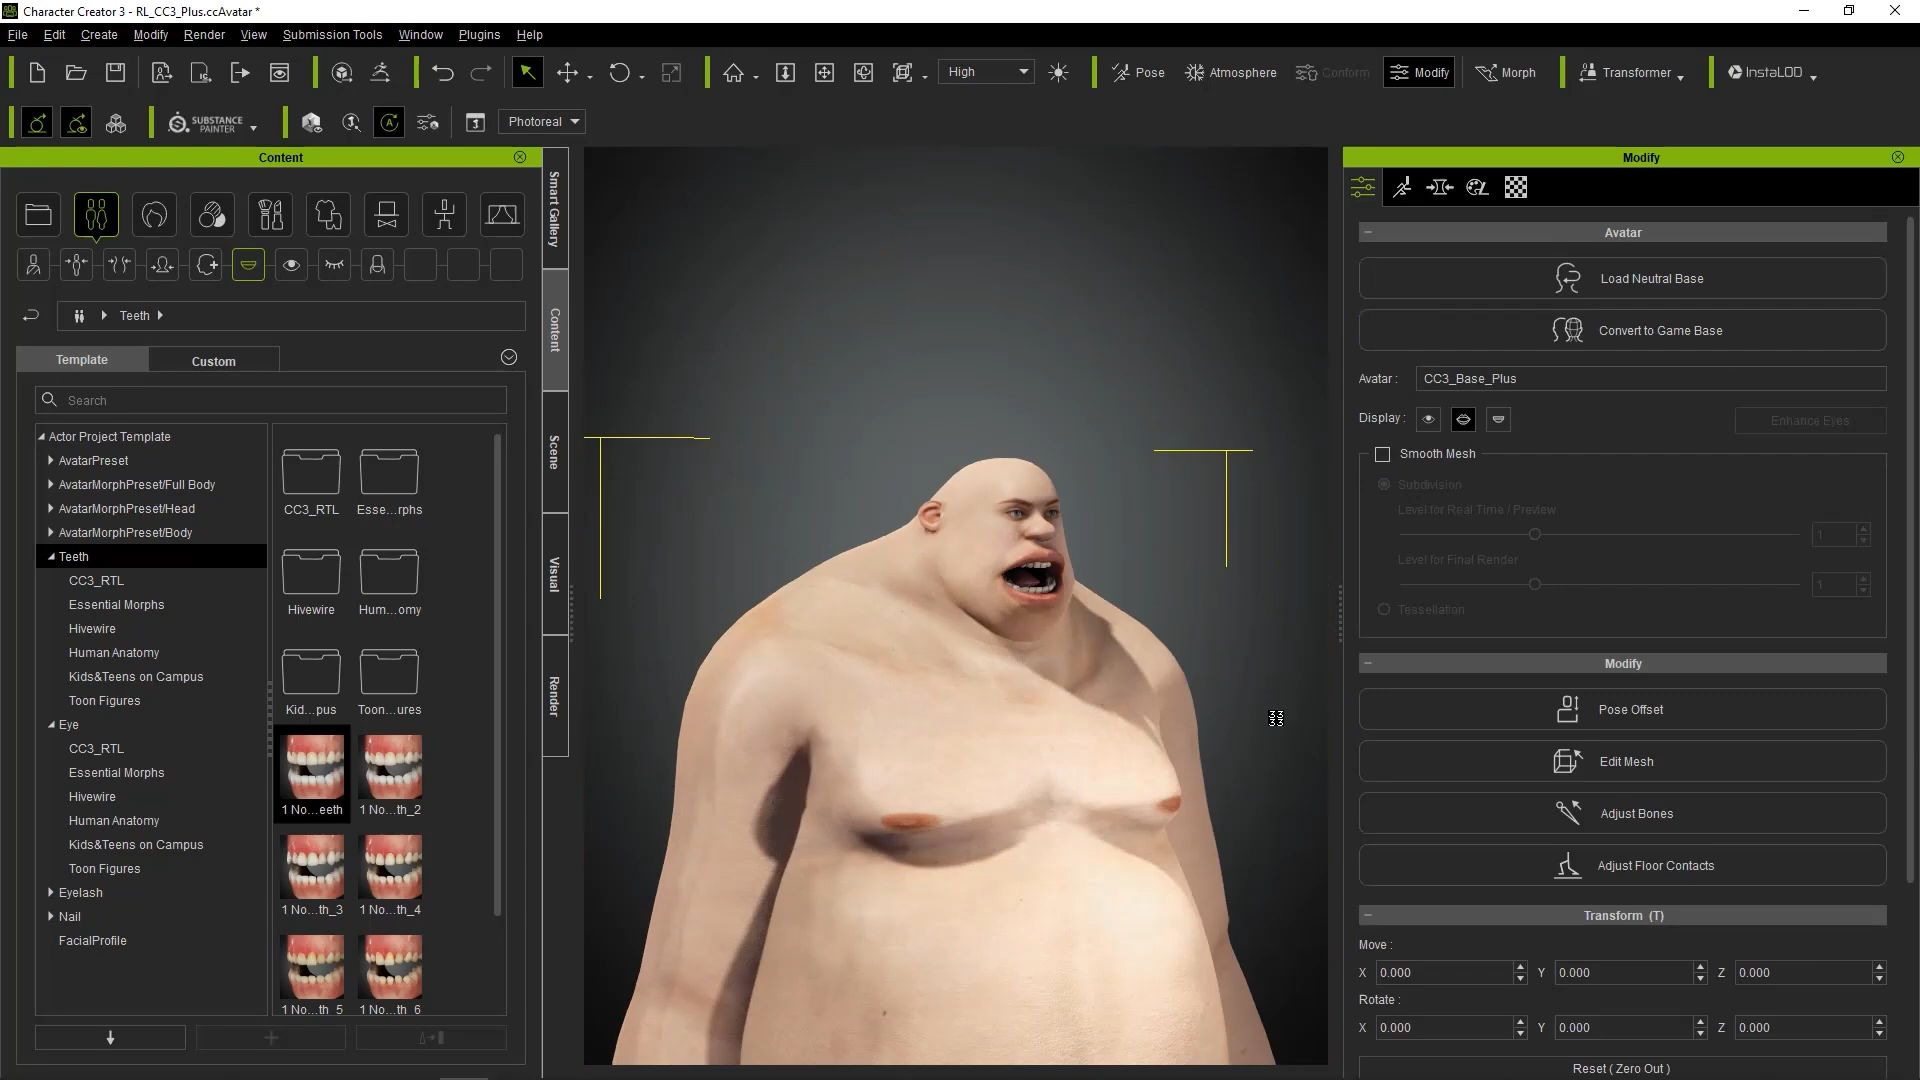 Character Creator 3 - RL_CC3_Plus.ccAvatar *
File Edit Create Modify Render View Submission Tools Window Plugins Help
High Pose Atmosphere Conform Modify Morph Transformer InstaLOD
SUBSTANCE PAINTER Photoreal
Content
Teeth
Template Custom
Search
Actor Project Template
AvatarPreset
AvatarMorphPreset/Full Body
AvatarMorphPreset/Head
AvatarMorphPreset/Body
Teeth
CC3_RTL
Essential Morphs
Hivewire
Human Anatomy
Kids&Teens on Campus
Toon Figures
Eye
CC3_RTL
Essential Morphs
Hivewire
Human Anatomy
Kids&Teens on Campus
Toon Figures
Eyelash
Nail
FacialProfile
CC3_RTL Esse...rphs
Hivewire Hum...omy
Kid...pus Toon...ures
1 No...eeth 1 No...th_2
1 No...th_3 1 No...th_4
1 No...th_5 1 No...th_6
Smart Gallery
Content
Scene
Visual
Render
Modify
Avatar
Load Neutral Base
Convert to Game Base
Avatar : CC3_Base_Plus
Display : Enhance Eyes
Smooth Mesh
Subdivision
Level for Real Time / Preview
1
Level for Final Render
1
Tessellation
Modify
Pose Offset
Edit Mesh
Adjust Bones
Adjust Floor Contacts
Transform (T)
Move :
X 0.000 Y 0.000 Z 0.000
Rotate :
X 0.000 Y 0.000 Z 0.000
Reset ( Zero Out )